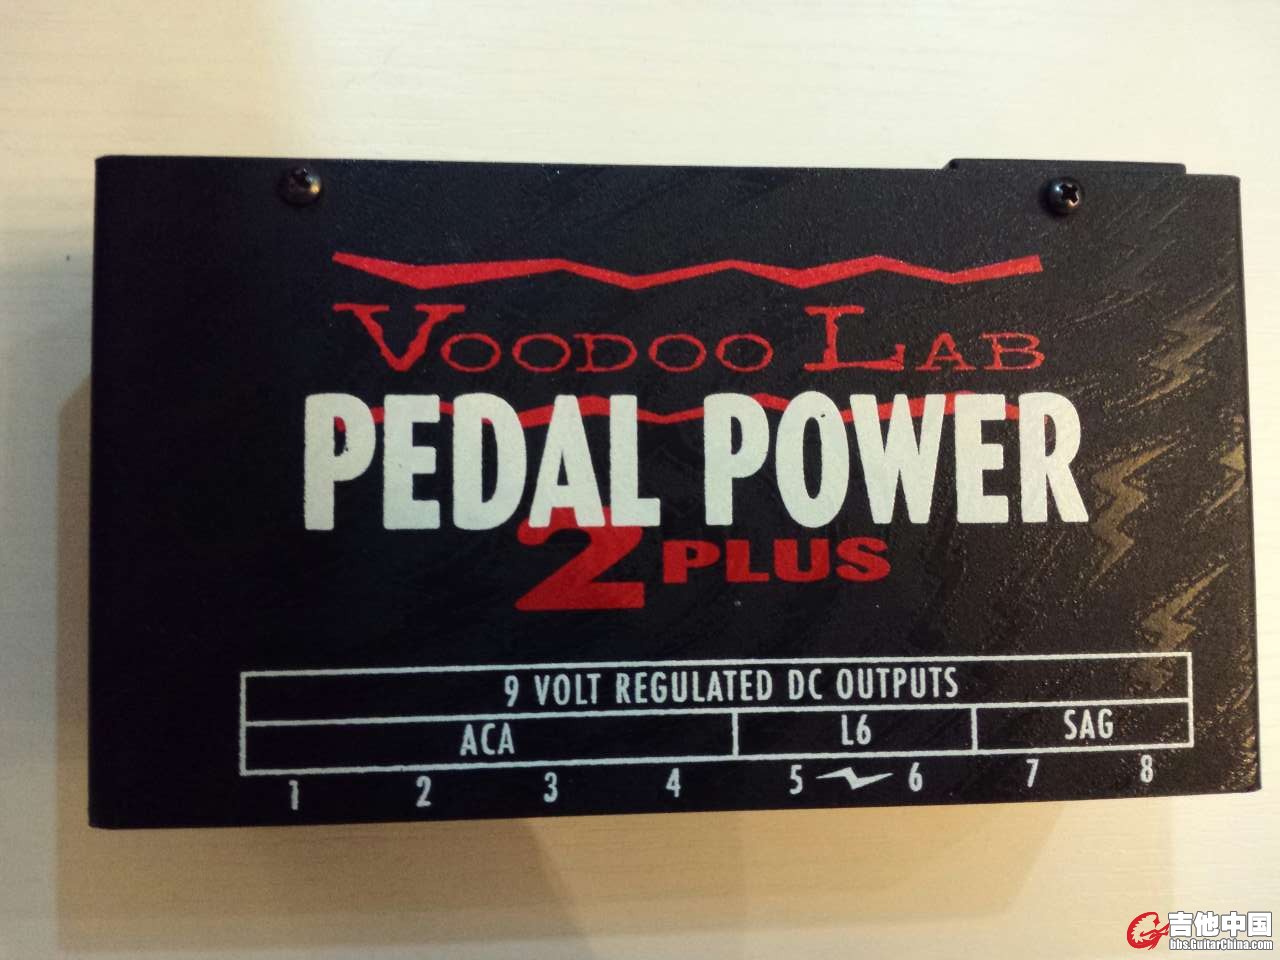 VOODOO LAB
PEDAL POWER
2 PLUS
9 VOLT REGULATED DC OUTPUTS
ACA L6 SAG
1 2 3 4 5 6 7 8
吉他中国
bbs.GuitarChina.com